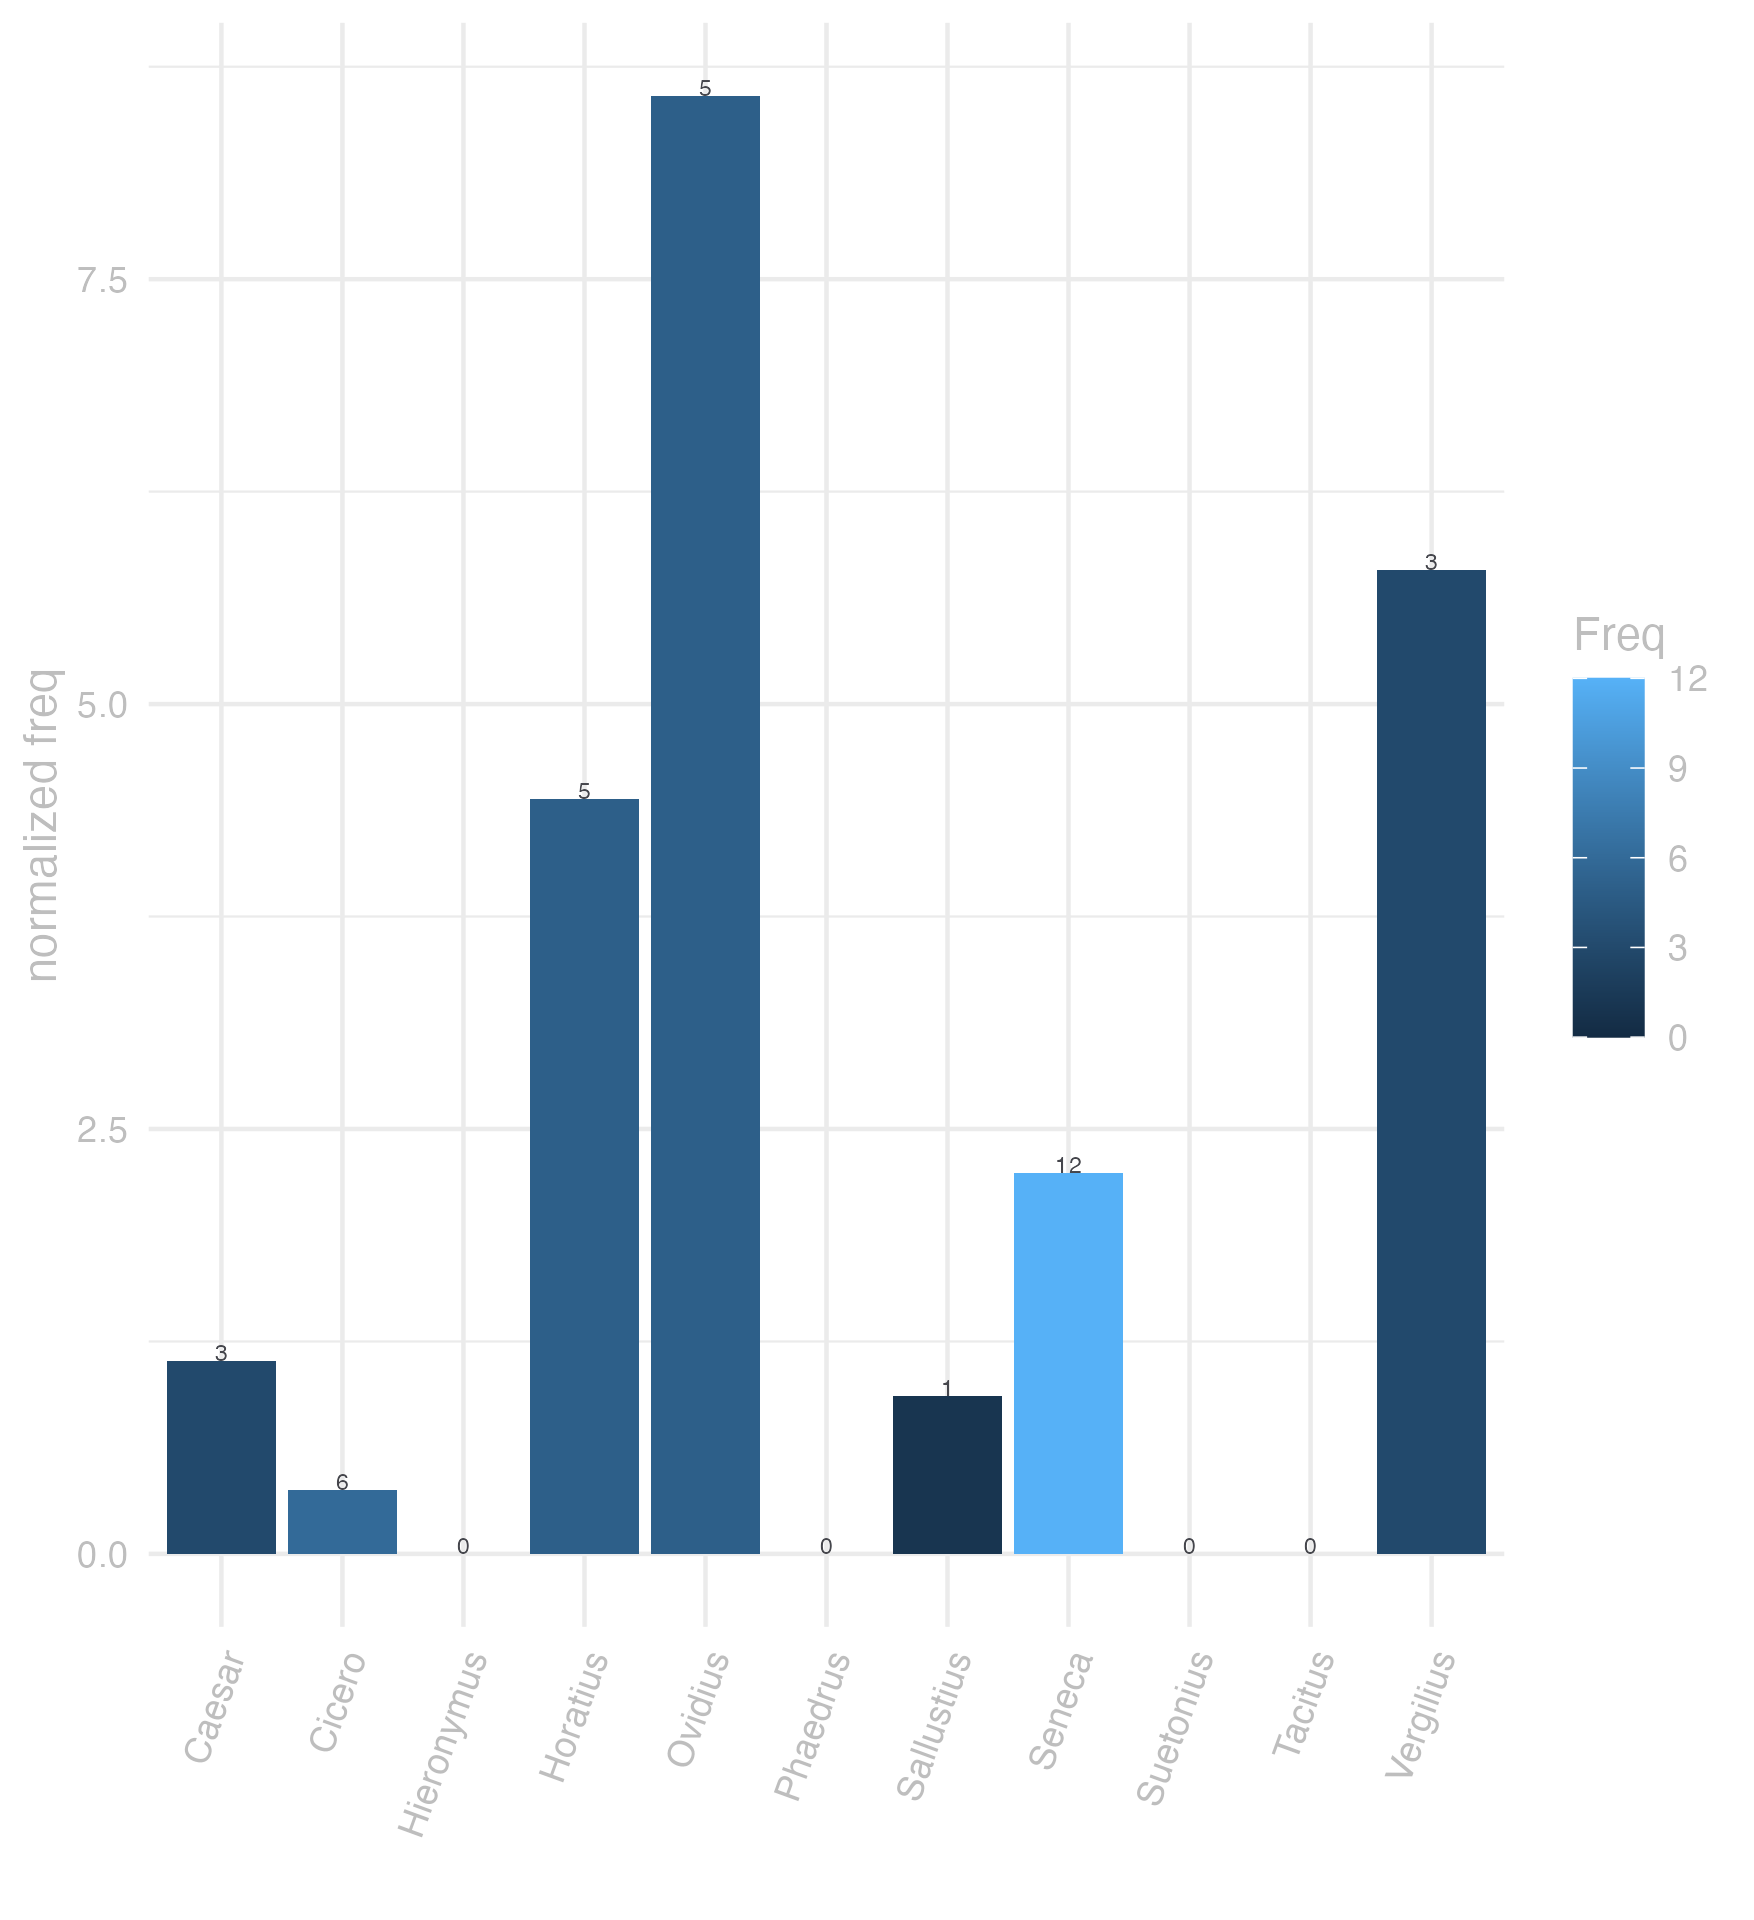 normalized freq
7.5
5.0
2.5
0.0
3
6
0
5
5
0
1
12
0
0
3
Caesar
Cicero
Hieronymus
Horatius
Ovidius
Phaedrus
Sallustius
Seneca
Suetonius
Tacitus
Vergilius
Freq
12
9
6
3
0